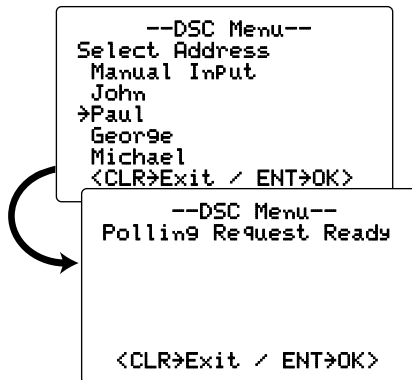 --DSC Menu--
Select Address
Manual InPut
John
→Paul
George
Michael
<CLR→Exit / ENT→OK>
--DSC Menu--
Polling Request Ready
<CLR→Exit / ENT→OK>